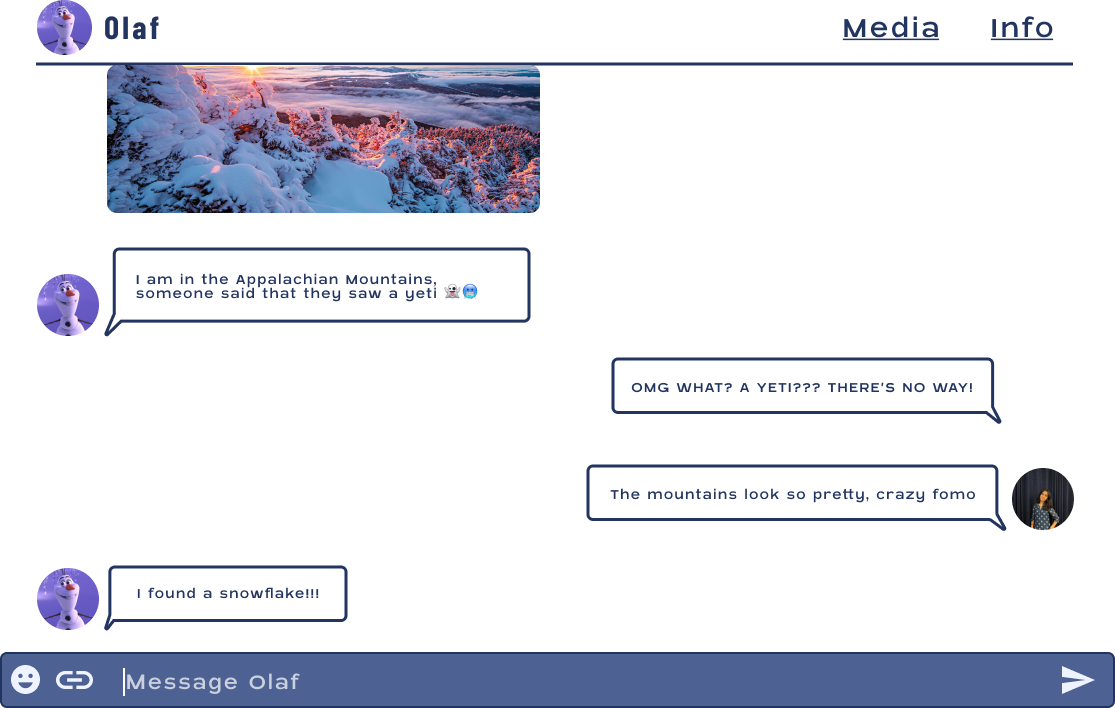 Olaf
Media
Info
I am in the Appalachian Mountains,
someone said that they saw a yeti 👻🥶
OMG WHAT? A YETI??? THERE'S NO WAY!
The mountains look so pretty, crazy fomo
I found a snowflake!!!
Message Olaf